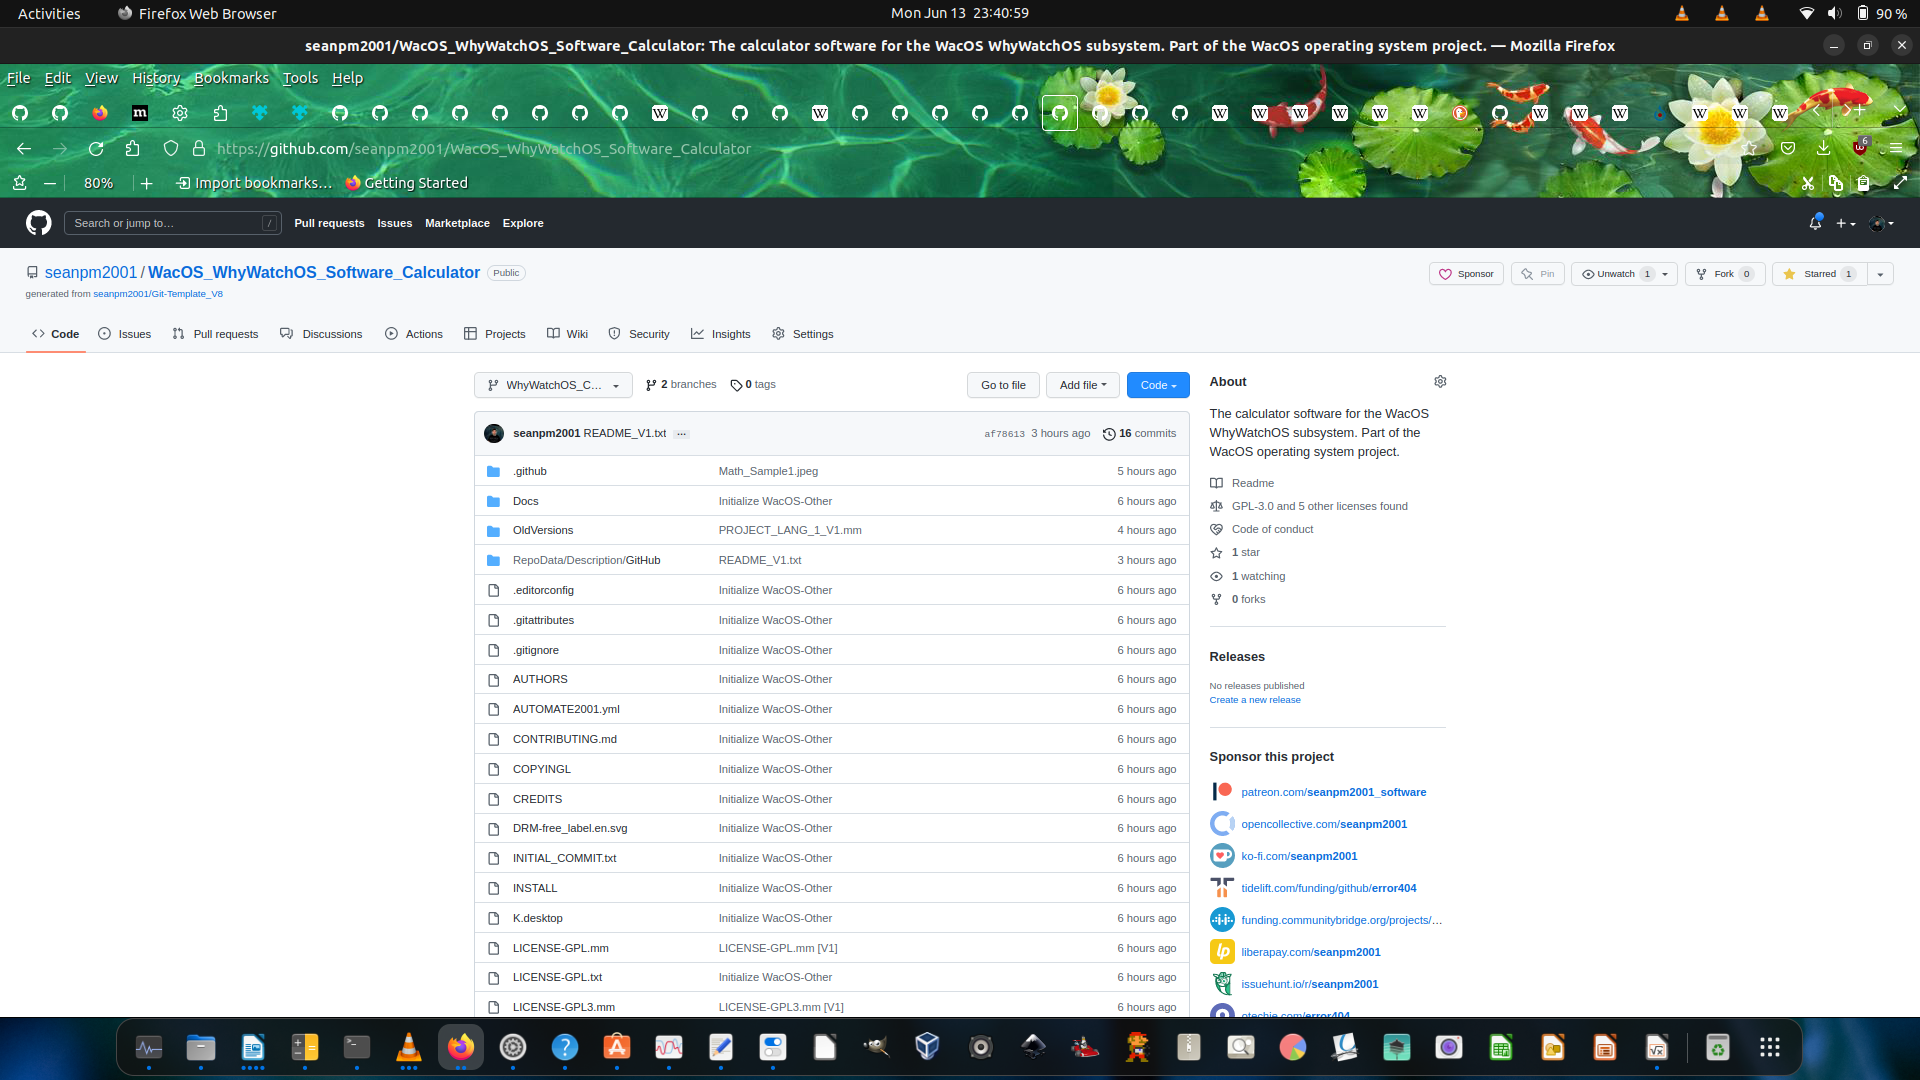 Activities
Firefox Web Browser
Mon Jun 13 23:40:59
90 %
seanpm2001/WacOS_WhyWatchOS_Software_Calculator: The calculator software for the WacOS WhyWatchOS subsystem. Part of the WacOS operating system project. — Mozilla Firefox
File Edit View History Bookmarks Tools Help
https://github.com/seanpm2001/WacOS_WhyWatchOS_Software_Calculator
6
80%
Import bookmarks…
Getting Started
Search or jump to…
/
Pull requests Issues Marketplace Explore
seanpm2001 / WacOS_WhyWatchOS_Software_Calculator
Public
generated from seanpm2001/Git-Template_V8
Sponsor
Pin
Unwatch 1
Fork 0
Starred 1
Code
Issues
Pull requests
Discussions
Actions
Projects
Wiki
Security
Insights
Settings
WhyWatchOS_C...
2 branches
0 tags
Go to file
Add file
Code
seanpm2001 README_V1.txt ...
af78613 3 hours ago
16 commits
.github Math_Sample1.jpeg 5 hours ago
Docs Initialize WacOS-Other 6 hours ago
OldVersions PROJECT_LANG_1_V1.mm 4 hours ago
RepoData/Description/GitHub README_V1.txt 3 hours ago
.editorconfig Initialize WacOS-Other 6 hours ago
.gitattributes Initialize WacOS-Other 6 hours ago
.gitignore Initialize WacOS-Other 6 hours ago
AUTHORS Initialize WacOS-Other 6 hours ago
AUTOMATE2001.yml Initialize WacOS-Other 6 hours ago
CONTRIBUTING.md Initialize WacOS-Other 6 hours ago
COPYINGL Initialize WacOS-Other 6 hours ago
CREDITS Initialize WacOS-Other 6 hours ago
DRM-free_label.en.svg Initialize WacOS-Other 6 hours ago
INITIAL_COMMIT.txt Initialize WacOS-Other 6 hours ago
INSTALL Initialize WacOS-Other 6 hours ago
K.desktop Initialize WacOS-Other 6 hours ago
LICENSE-GPL.mm LICENSE-GPL.mm [V1] 6 hours ago
LICENSE-GPL.txt Initialize WacOS-Other 6 hours ago
LICENSE-GPL3.mm LICENSE-GPL3.mm [V1] 6 hours ago
About
The calculator software for the WacOS
WhyWatchOS subsystem. Part of the
WacOS operating system project.
Readme
GPL-3.0 and 5 other licenses found
Code of conduct
1 star
1 watching
0 forks
Releases
No releases published
Create a new release
Sponsor this project
patreon.com/seanpm2001_software
opencollective.com/seanpm2001
ko-fi.com/seanpm2001
tidelift.com/funding/github/error404
funding.communitybridge.org/projects/...
liberapay.com/seanpm2001
issuehunt.io/r/seanpm2001
otechie.com/error404